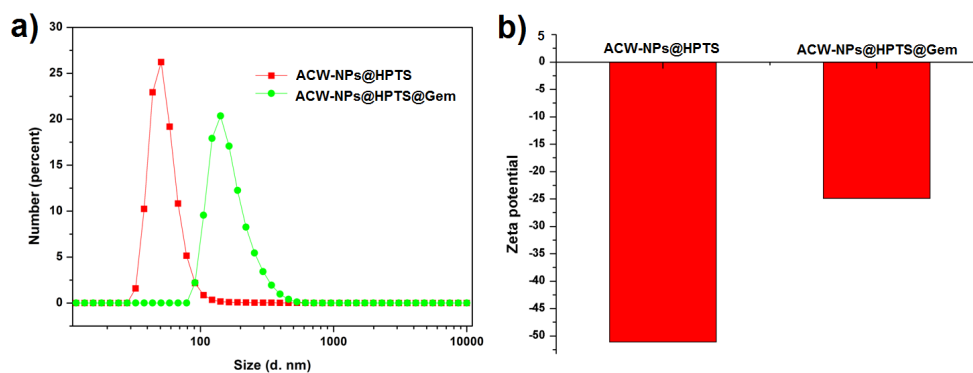 a)
30
25
20
15
10
5
0
Number (percent)
ACW-NPs@HPTS
ACW-NPs@HPTS@Gem
100
1000
10000
Size (d. nm)
b)
5
0
-5
-10
-15
-20
-25
-30
-35
-40
-45
-50
Zeta potential
ACW-NPs@HPTS
ACW-NPs@HPTS@Gem